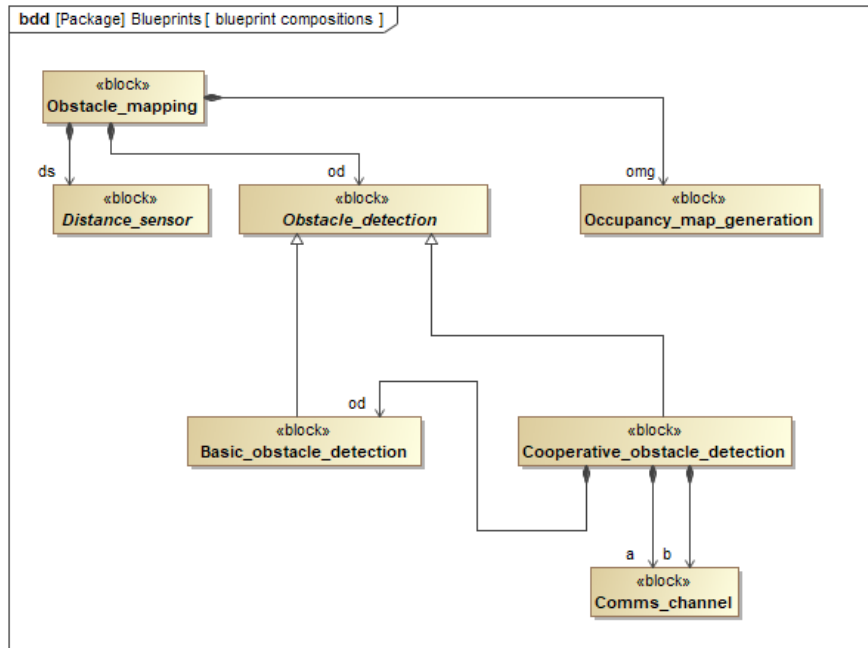 bdd [Package] Blueprints [ blueprint compositions ]
«block»
Obstacle_mapping
ds
od
omg
«block»
Distance_sensor
«block»
Obstacle_detection
«block»
Occupancy_map_generation
od
«block»
Basic_obstacle_detection
«block»
Cooperative_obstacle_detection
a
b
«block»
Comms_channel